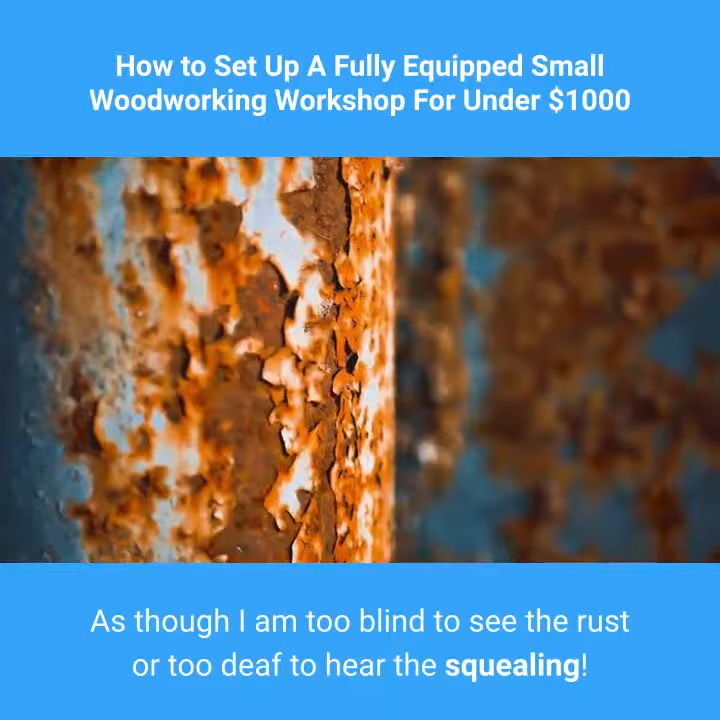 How to Set Up A Fully Equipped Small
Woodworking Workshop For Under $1000
As though I am too blind to see the rust
or too deaf to hear the squealing!